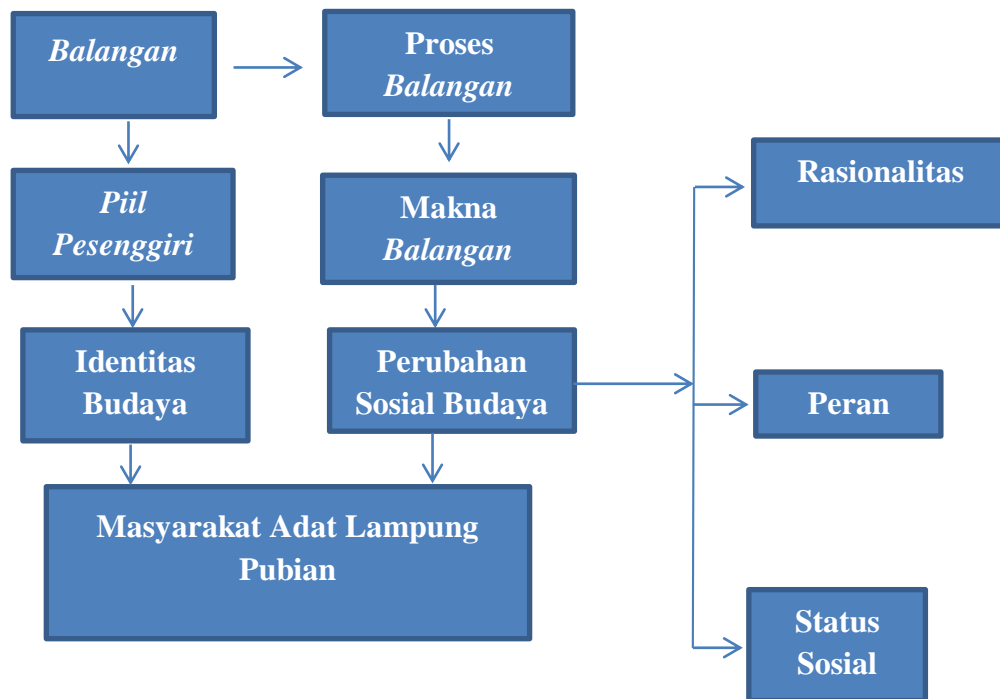 Balangan
Proses
Balangan
Piil
Pesenggiri
Makna
Balangan
Rasionalitas
Identitas
Budaya
Perubahan
Sosial Budaya
Peran
Masyarakat Adat Lampung
Pubian
Status
Sosial